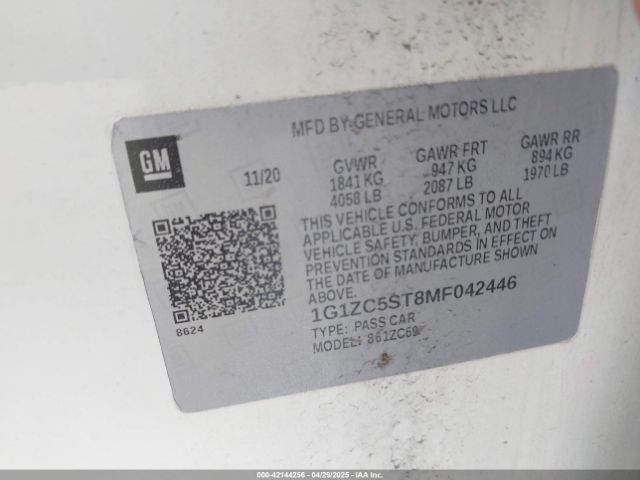 MFD BY GENERAL MOTORS LLC
GM
11/20
GVWR GAWR FRT GAWR RR
1841 KG 947 KG 894 KG
4058 LB 2087 LB 1970 LB
THIS VEHICLE CONFORMS TO ALL
APPLICABLE U.S. FEDERAL MOTOR
VEHICLE SAFETY, BUMPER, AND THEFT
PREVENTION STANDARDS IN EFFECT ON
THE DATE OF MANUFACTURE SHOWN
ABOVE.
8624
1G1ZC5ST8MF042446
TYPE: PASS CAR
MODEL: 861ZC69
000-42144256 - 04/29/2025 - IAA, Inc.